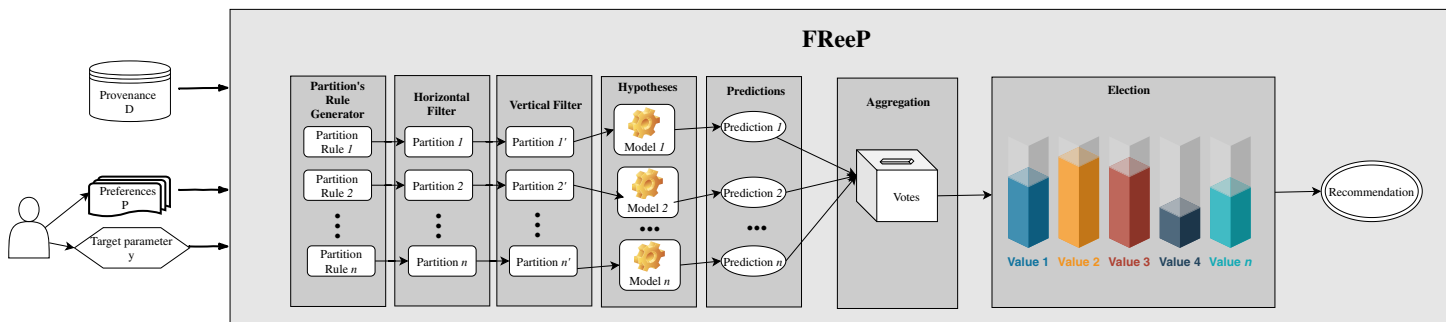 FReeP
Provenance
D
Preferences
P
Target parameter
y
Partition's
Rule
Generator
Partition
Rule 1
Partition
Rule 2
Partition
Rule n
Horizontal
Filter
Partition 1
Partition 2
Partition n
Vertical Filter
Partition 1'
Partition 2'
Partition n'
Hypotheses
Model 1
Model 2
Model n
Predictions
Prediction 1
Prediction 2
Prediction n
Aggregation
Votes
Election
Value 1 Value 2 Value 3 Value 4 Value n
Recommendation